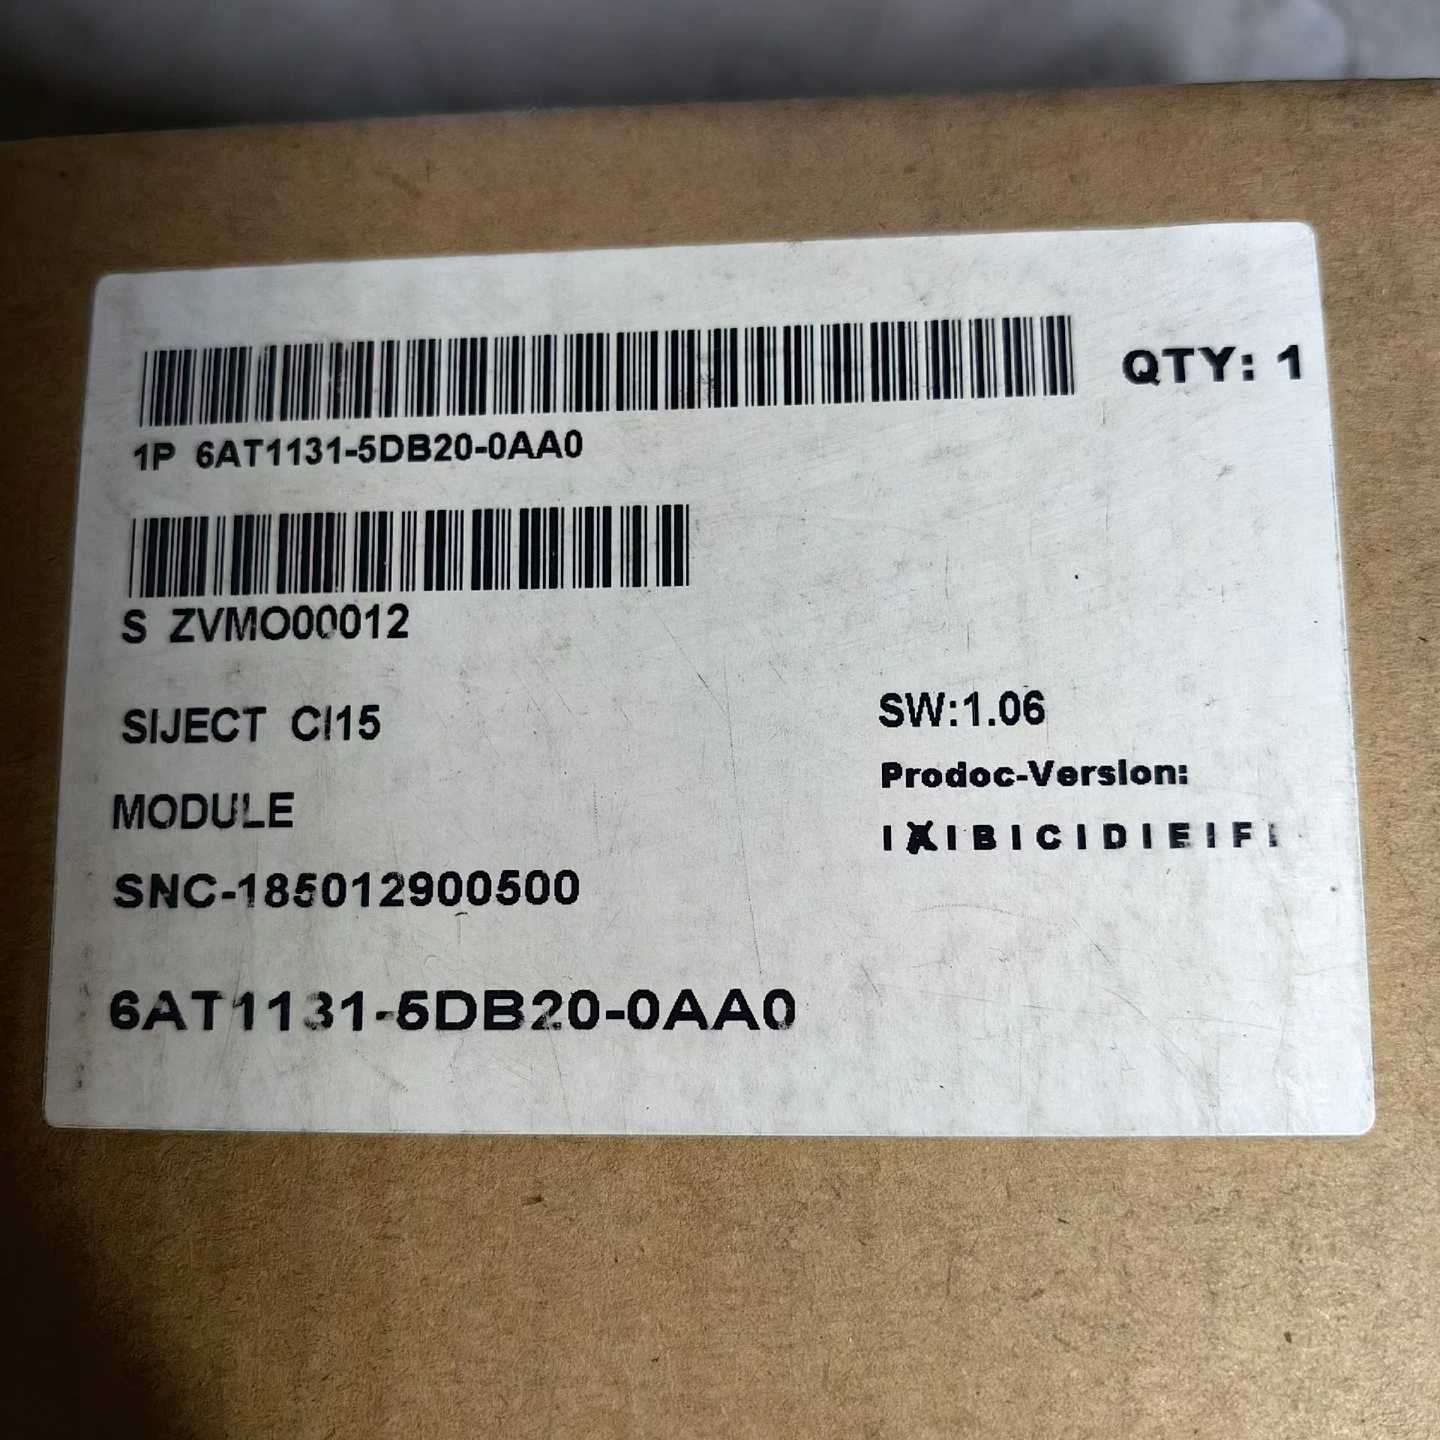 QTY: 1
1P 6AT1131-5DB20-0AA0
S ZVMO00012
SIJECT CI15
SW:1.06
MODULE
Prodoc-Version:
IXIBICIDIEIFI
SNC-185012900500
6AT1131-5DB20-0AA0